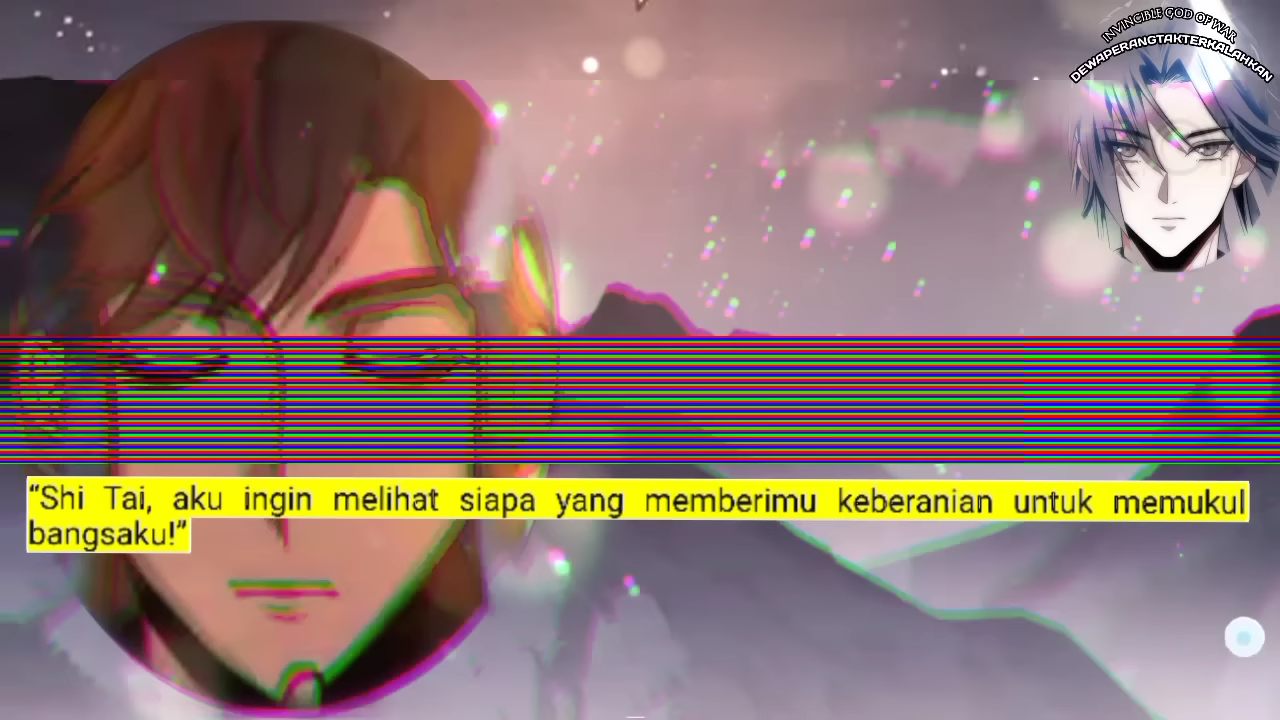 INVINCIBLE GOD OF WAR
DEWAPERANGTAKTERKALAHKAN
“Shi Tai, aku ingin melihat siapa yang memberimu keberanian untuk memukul
bangsaku!”